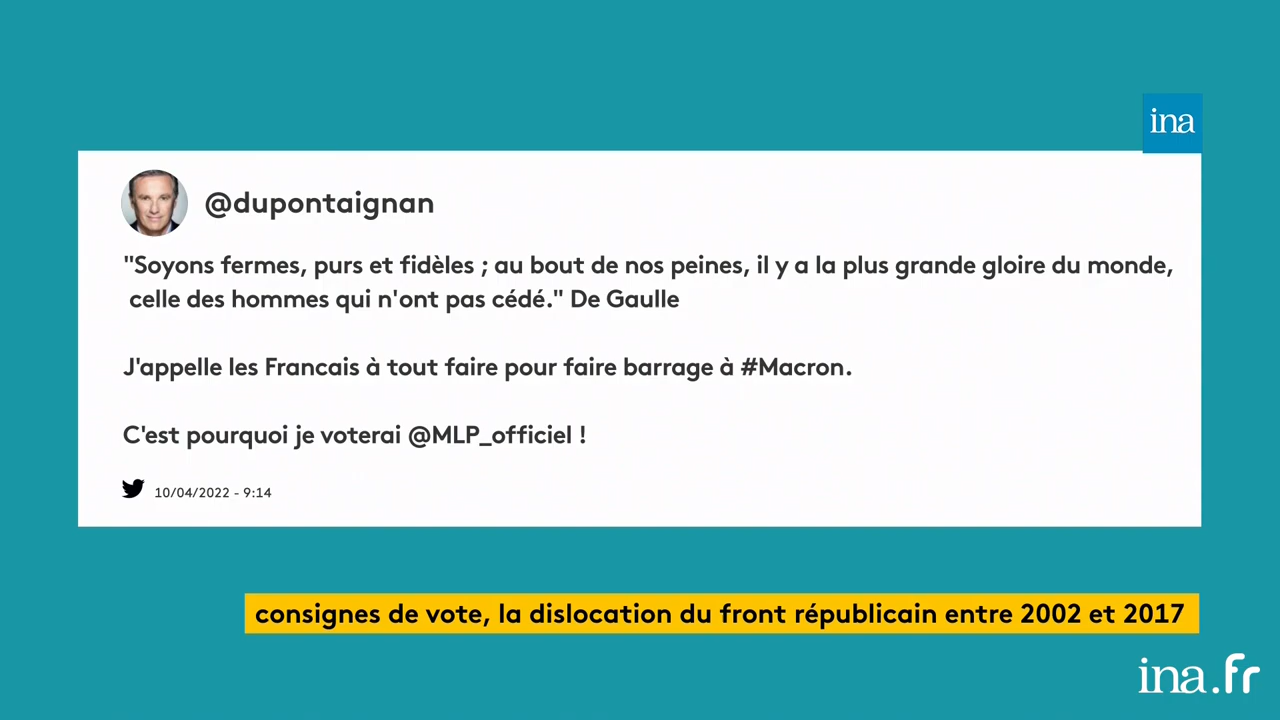 ina
@dupontaignan
"Soyons fermes, purs et fidèles ; au bout de nos peines, il y a la plus grande gloire du monde,
celle des hommes qui n'ont pas cédé." De Gaulle
J'appelle les Francais à tout faire pour faire barrage à #Macron.
C'est pourquoi je voterai @MLP_officiel !
10/04/2022 - 9:14
consignes de vote, la dislocation du front républicain entre 2002 et 2017
ina.fr